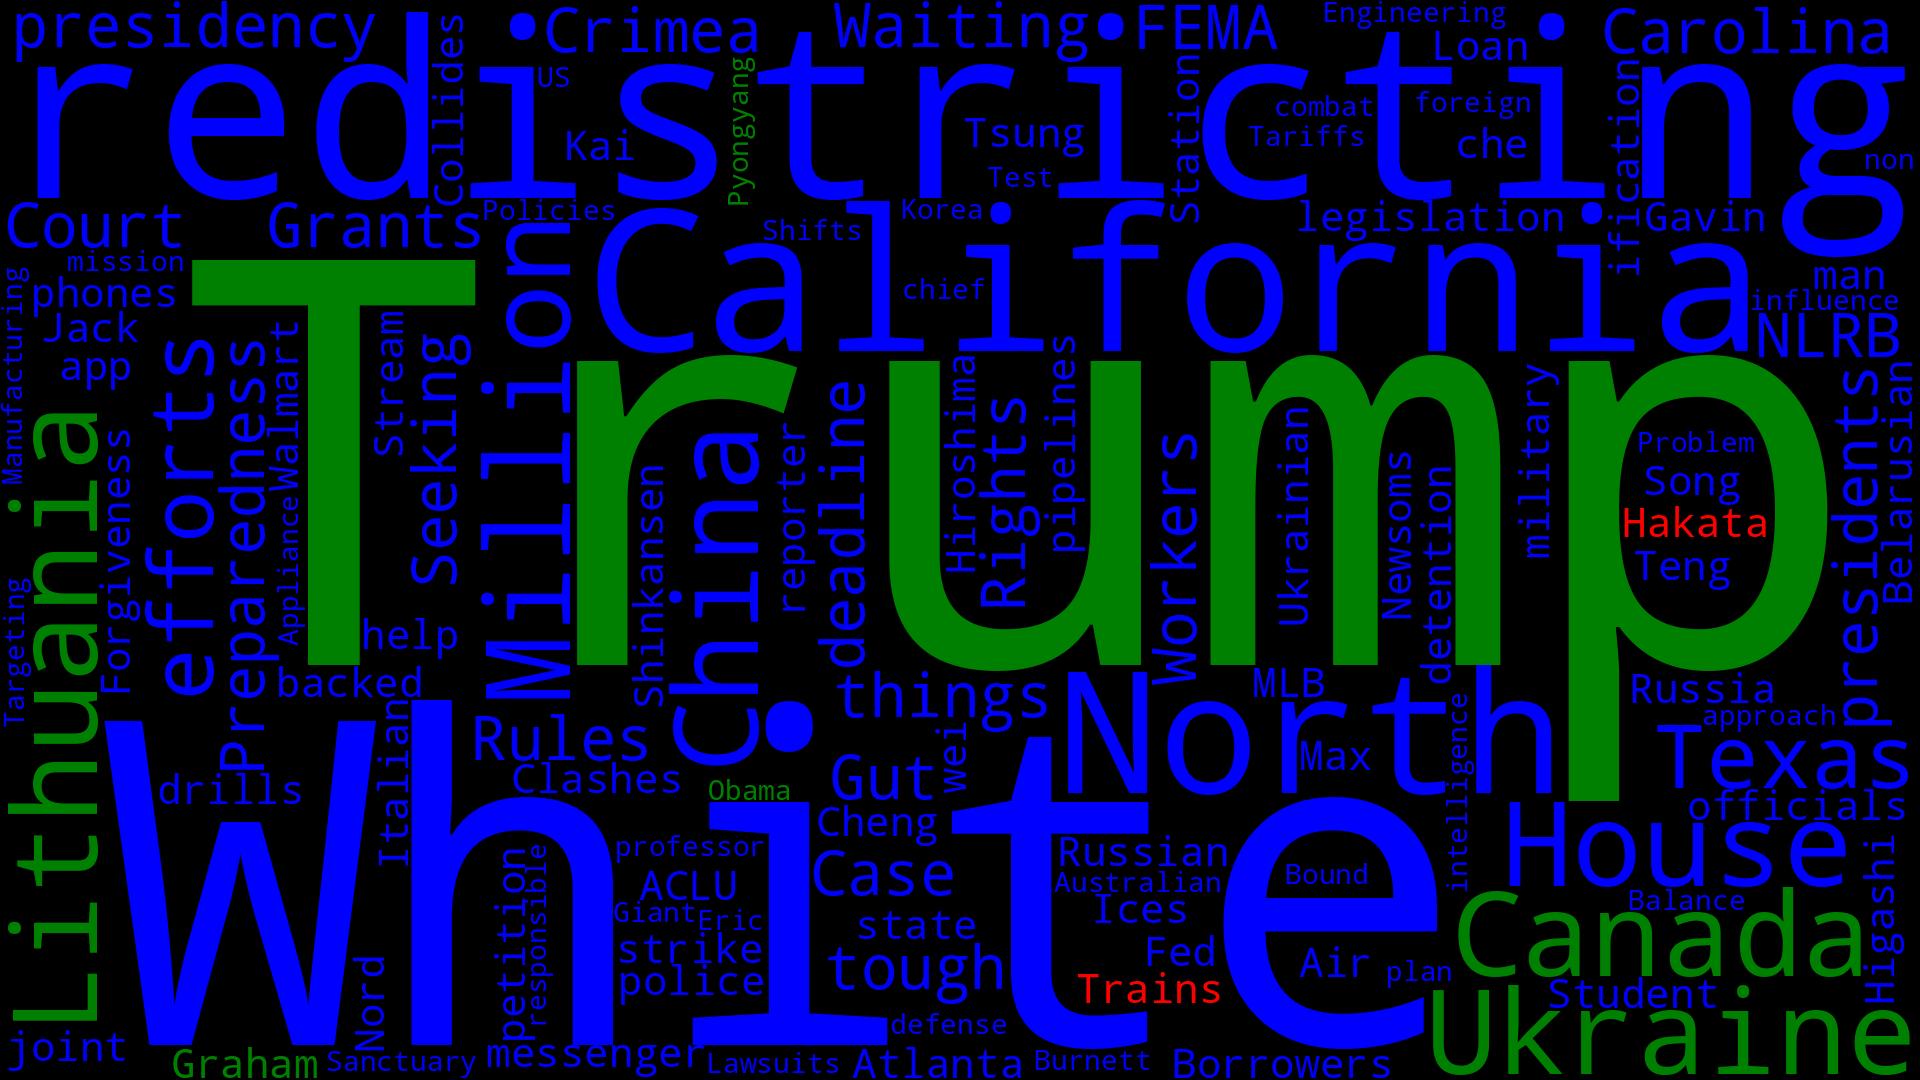 presidency
Crimea
Waiting
FEMA
Engineering
Loan
Carolina
redistricting
Collides
US
Kai
Pyongyang
Tsung
Test
Station
combat
Tariffs
foreign
che
ification
non
Court
Grants
Policies
Shifts
Korea
legislation
Gavin
mission
phones
Jack
app
Million
California
chief
man
influence
NLRB
Manufacturing
Trump
efforts
Preparedness
Walmart
Appliance
Stream
Seeking
Lithuania
Forgiveness
Targeting
help
backed
Shinkansen
China
reporter
deadline
Hiroshima
Rights
pipelines
Workers
Ukrainian
Newsoms
detention
military
Problem
Song
Hakata
Teng
presidents
Belarusian
things
North
MLB
Max
Russia
approach
Texas
officials
Rules
Clashes
Obama
Gut
wei
intelligence
House
White
drills
Italian
Cheng
Case
professor
ACLU
Giant
Eric
strike
police
petition
responsible
Nord
state
tough
Russian
Australian
Ices
Fed
Trains
Bound
Air
plan
Canada
Balance
Higashi
Student
Ukraine
joint
Graham
Sanctuary
messenger
Lawsuits
defense
Atlanta
Burnett
Borrowers